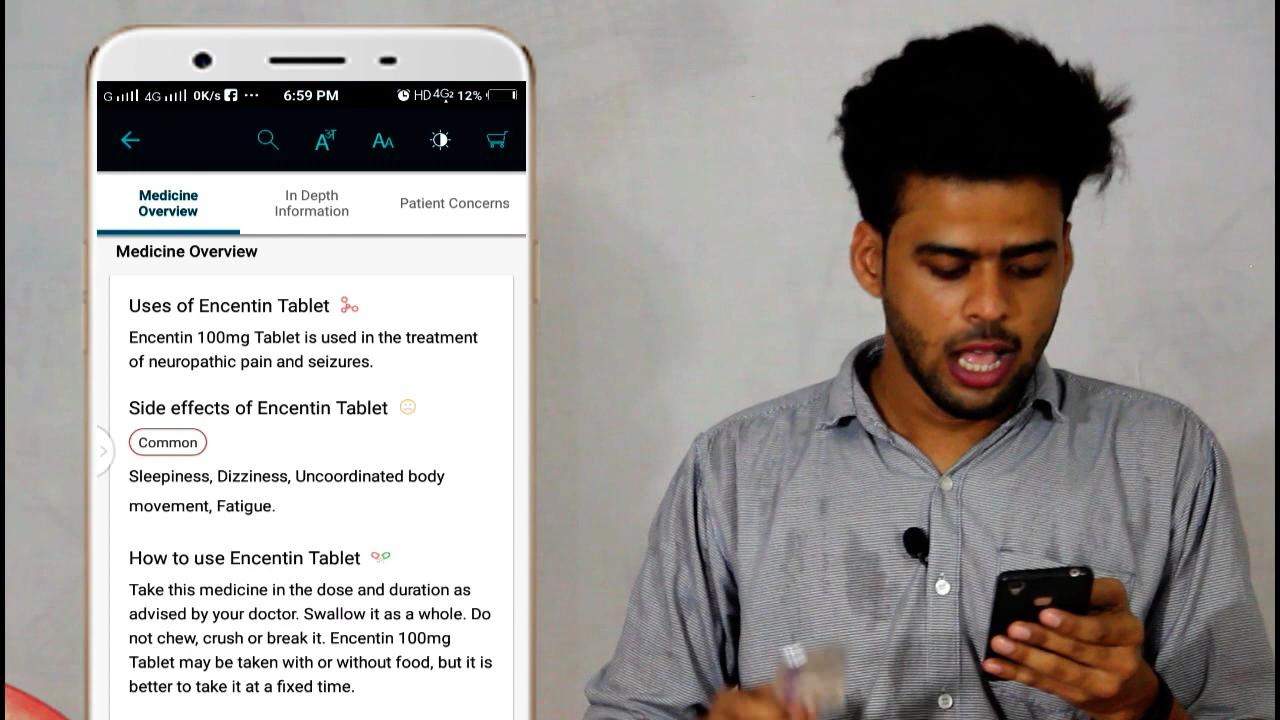 G 4G 0K/s ... 6:59 PM HD 4G2 12%
Aअ AA
Medicine Overview
In Depth Information
Patient Concerns
Medicine Overview
Uses of Encentin Tablet
Encentin 100mg Tablet is used in the treatment
of neuropathic pain and seizures.
Side effects of Encentin Tablet
Common
Sleepiness, Dizziness, Uncoordinated body
movement, Fatigue.
How to use Encentin Tablet
Take this medicine in the dose and duration as
advised by your doctor. Swallow it as a whole. Do
not chew, crush or break it. Encentin 100mg
Tablet may be taken with or without food, but it is
better to take it at a fixed time.